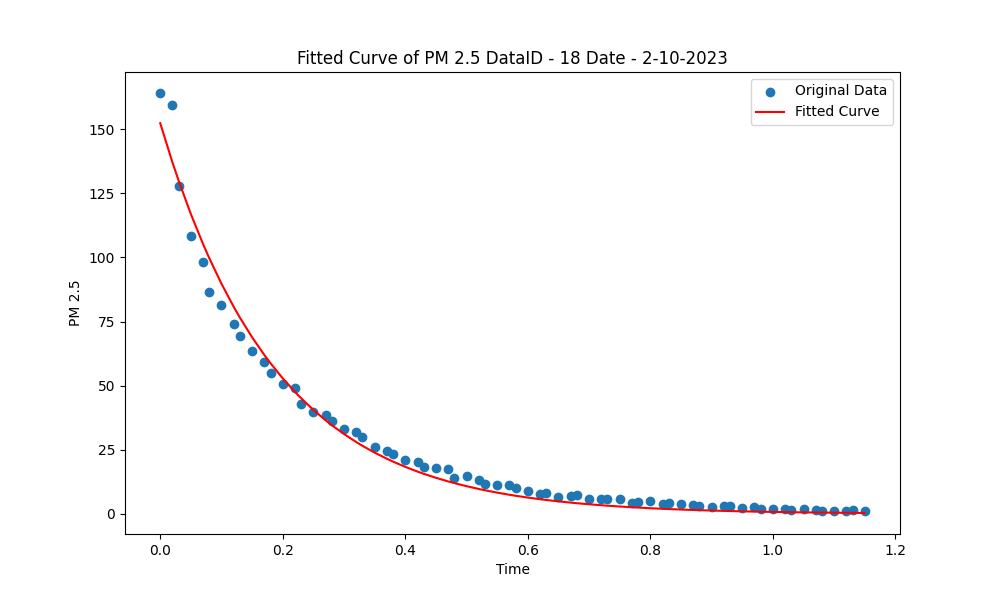 Fitted Curve of PM 2.5 DataID - 18 Date - 2-10-2023
Original Data
Fitted Curve
PM 2.5
150
125
100
75
50
25
0
0.0 0.2 0.4 0.6 0.8 1.0 1.2
Time